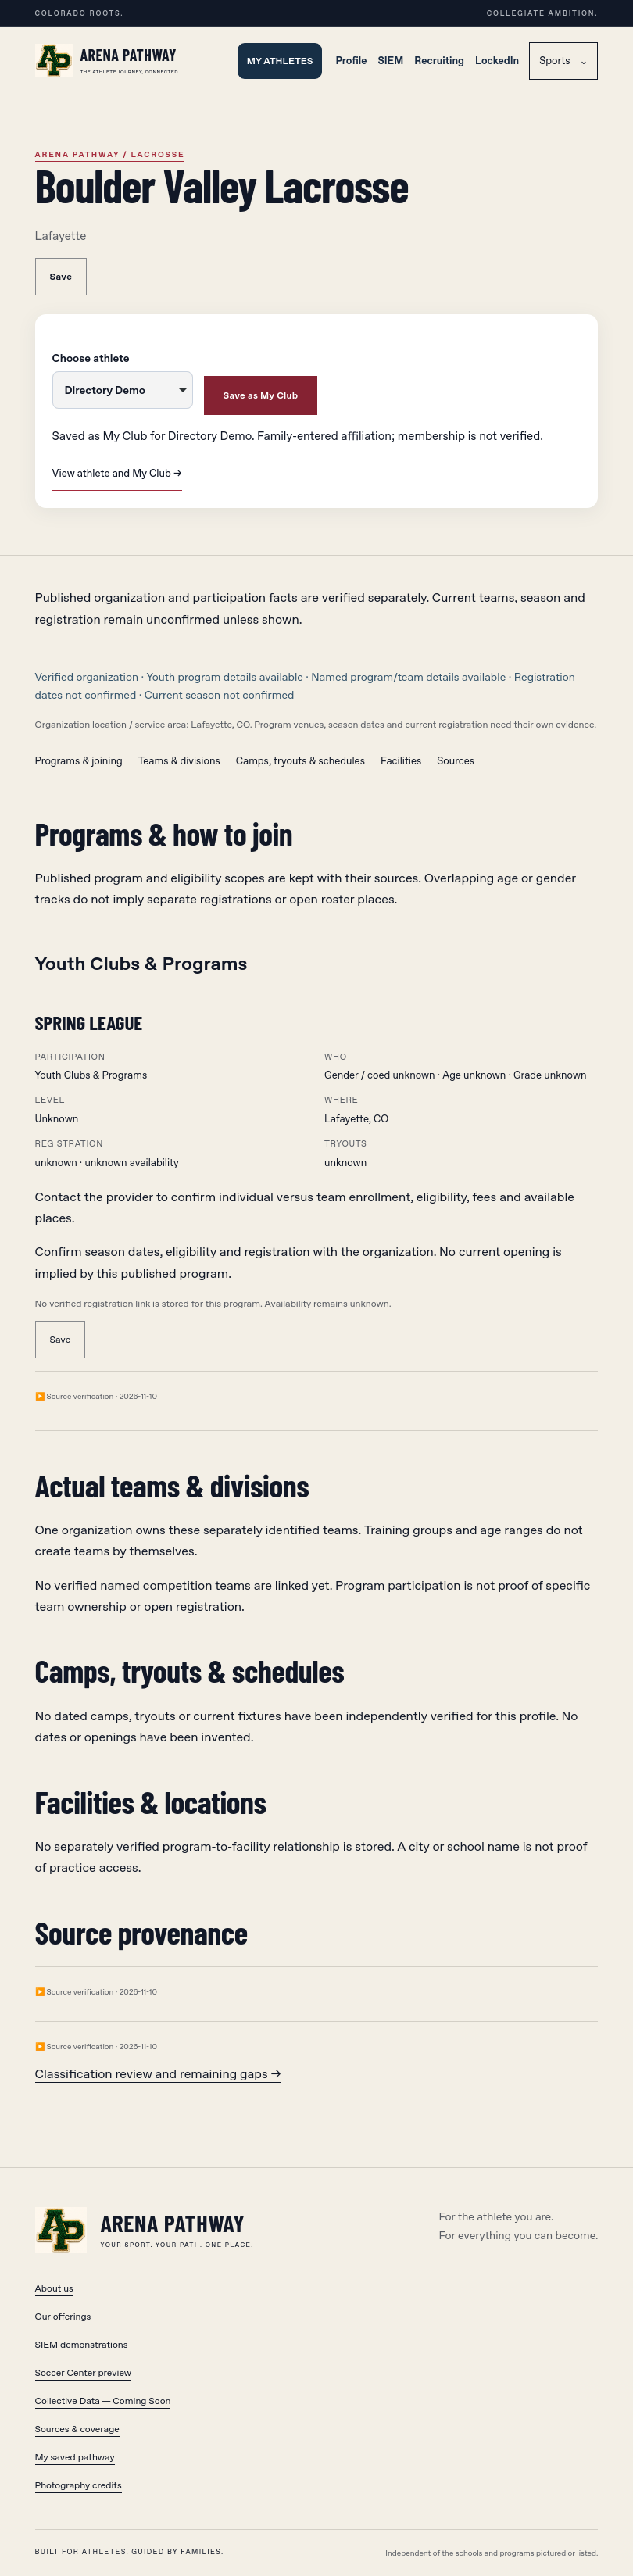 COLORADO ROOTS.
COLLEGIATE AMBITION.
AP
ARENA PATHWAY
THE ATHLETE JOURNEY, CONNECTED.
MY ATHLETES
Profile
SIEM
Recruiting
LockedIn
Sports
ARENA PATHWAY / LACROSSE
Boulder Valley Lacrosse
Lafayette
Save
Choose athlete
Directory Demo
Save as My Club
Saved as My Club for Directory Demo. Family-entered affiliation; membership is not verified.
View athlete and My Club →
Published organization and participation facts are verified separately. Current teams, season and
registration remain unconfirmed unless shown.
Verified organization · Youth program details available · Named program/team details available · Registration
dates not confirmed · Current season not confirmed
Organization location / service area: Lafayette, CO. Program venues, season dates and current registration need their own evidence.
Programs & joining
Teams & divisions
Camps, tryouts & schedules
Facilities
Sources
Programs & how to join
Published program and eligibility scopes are kept with their sources. Overlapping age or gender
tracks do not imply separate registrations or open roster places.
Youth Clubs & Programs
SPRING LEAGUE
PARTICIPATION
WHO
Youth Clubs & Programs
Gender / coed unknown · Age unknown · Grade unknown
LEVEL
WHERE
Unknown
Lafayette, CO
REGISTRATION
TRYOUTS
unknown · unknown availability
unknown
Contact the provider to confirm individual versus team enrollment, eligibility, fees and available
places.
Confirm season dates, eligibility and registration with the organization. No current opening is
implied by this published program.
No verified registration link is stored for this program. Availability remains unknown.
Save
Source verification · 2026-11-10
Actual teams & divisions
One organization owns these separately identified teams. Training groups and age ranges do not
create teams by themselves.
No verified named competition teams are linked yet. Program participation is not proof of specific
team ownership or open registration.
Camps, tryouts & schedules
No dated camps, tryouts or current fixtures have been independently verified for this profile. No
dates or openings have been invented.
Facilities & locations
No separately verified program-to-facility relationship is stored. A city or school name is not proof
of practice access.
Source provenance
Source verification · 2026-11-10
Source verification · 2026-11-10
Classification review and remaining gaps →
AP
ARENA PATHWAY
YOUR SPORT. YOUR PATH. ONE PLACE.
For the athlete you are.
For everything you can become.
About us
Our offerings
SIEM demonstrations
Soccer Center preview
Collective Data — Coming Soon
Sources & coverage
My saved pathway
Photography credits
BUILT FOR ATHLETES. GUIDED BY FAMILIES.
Independent of the schools and programs pictured or listed.